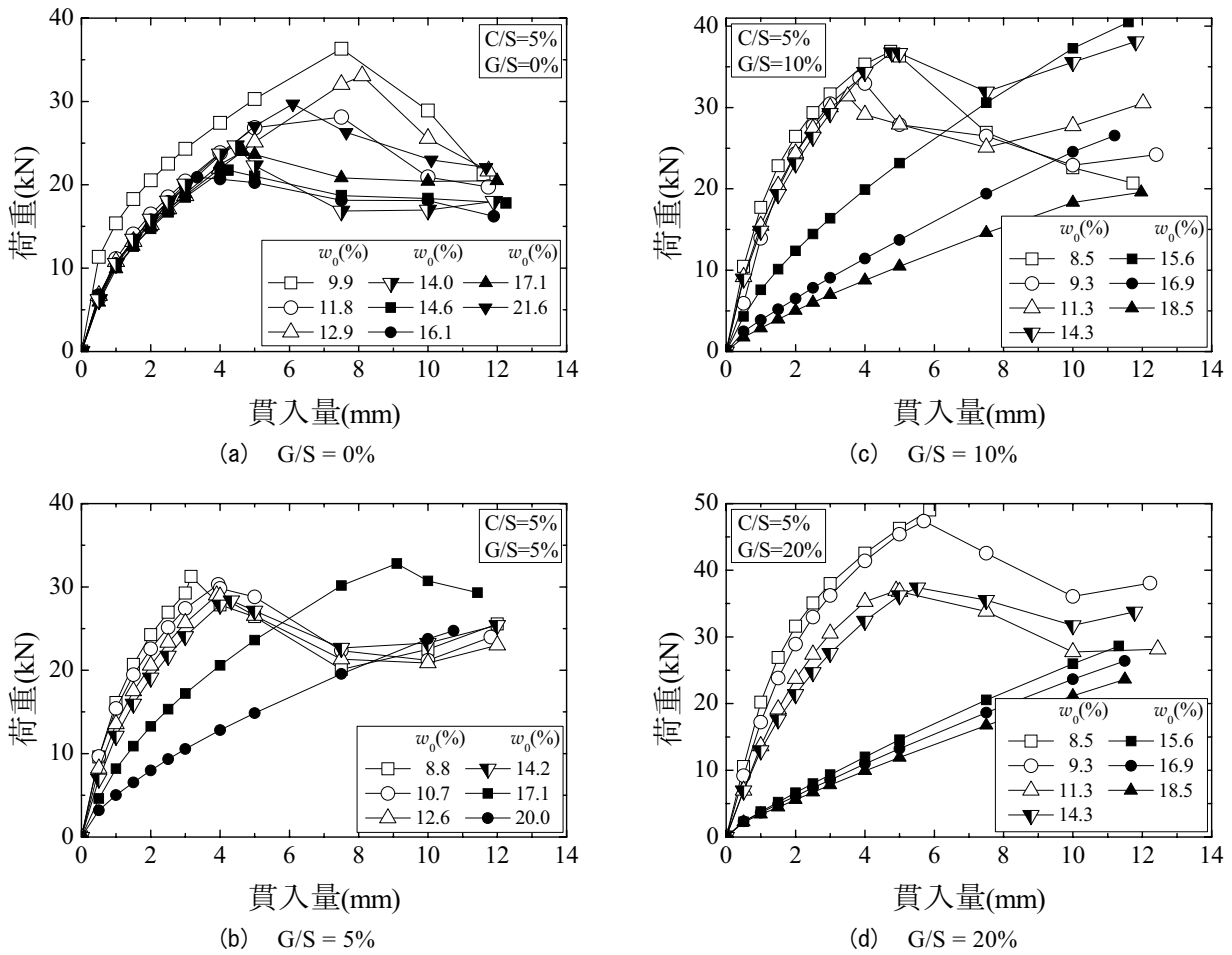 C/S=5%
G/S=0%
荷重(kN)
40
30
20
10
0
w₀(%) w₀(%) w₀(%)
9.9 14.0 17.1
11.8 14.6 21.6
12.9 16.1
0 2 4 6 8 10 12 14
貫入量(mm)
(a) G/S = 0%
C/S=5%
G/S=10%
荷重(kN)
40
30
20
10
0
w₀(%) w₀(%)
8.5 15.6
9.3 16.9
11.3 18.5
14.3
0 2 4 6 8 10 12 14
貫入量(mm)
(c) G/S = 10%
C/S=5%
G/S=5%
荷重(kN)
40
30
20
10
0
w₀(%) w₀(%)
8.8 14.2
10.7 17.1
12.6 20.0
0 2 4 6 8 10 12 14
貫入量(mm)
(b) G/S = 5%
C/S=5%
G/S=20%
荷重(kN)
50
40
30
20
10
0
w₀(%) w₀(%)
8.5 15.6
9.3 16.9
11.3 18.5
14.3
0 2 4 6 8 10 12 14
貫入量(mm)
(d) G/S = 20%